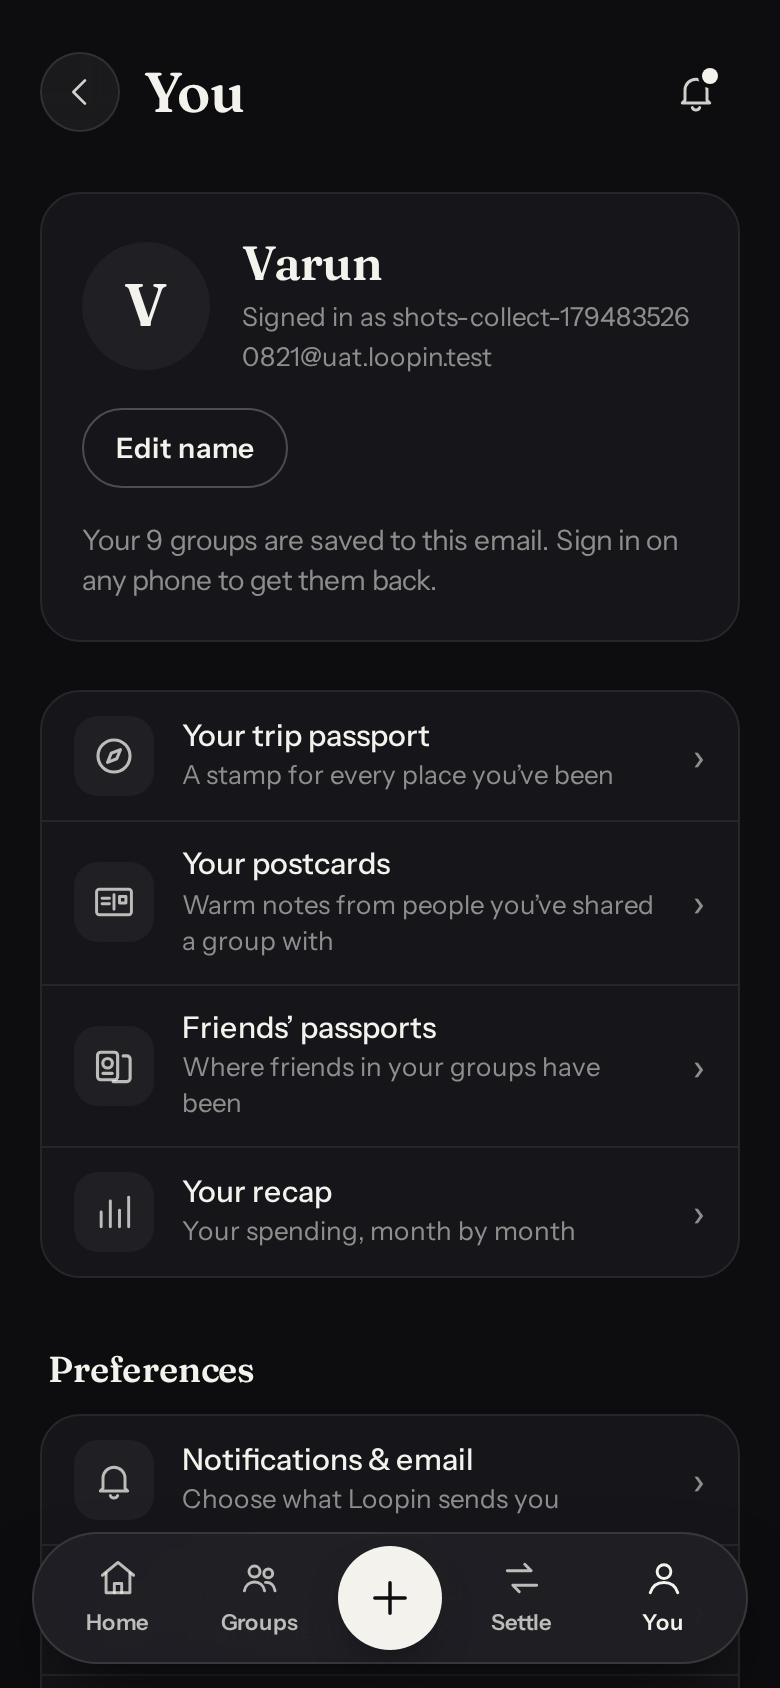 You
V
Varun
Signed in as shots-collect-179483526
0821@uat.loopin.test
Edit name
Your 9 groups are saved to this email. Sign in on
any phone to get them back.
Your trip passport
A stamp for every place you’ve been
Your postcards
Warm notes from people you’ve shared
a group with
Friends’ passports
Where friends in your groups have
been
Your recap
Your spending, month by month
Preferences
Notifications & email
Choose what Loopin sends you
Home
Groups
Settle
You